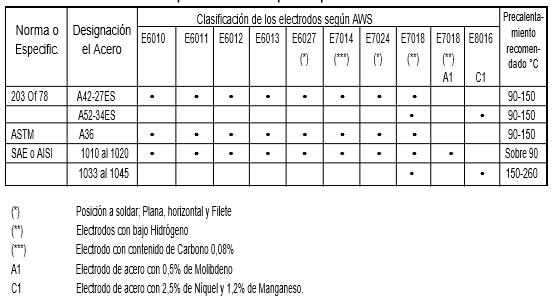 Clasificación de los electrodos según AWS
Norma o Especific. Designación el Acero E6010 E6011 E6012 E6013 E6027 (*) E7014 (***) E7024 (*) E7018 (**) E7018 (**) A1 E8016 C1 Precalenta- miento recomen- dado °C
203 Of 78 A42-27ES • • • • • • • • 90-150
A52-34ES • • 90-150
ASTM A36 • • • • • • • • 90-150
SAE o AISI 1010 al 1020 • • • • • • • • • Sobre 90
1033 al 1045 • • 150-260
(*) Posición a soldar; Plana, horizontal y Filete
(**) Electrodos con bajo Hidrógeno
(***) Electrodo con contenido de Carbono 0,08%
A1 Electrodo de acero con 0,5% de Molibdeno
C1 Electrodo de acero con 2,5% de Níquel y 1,2% de Manganeso.